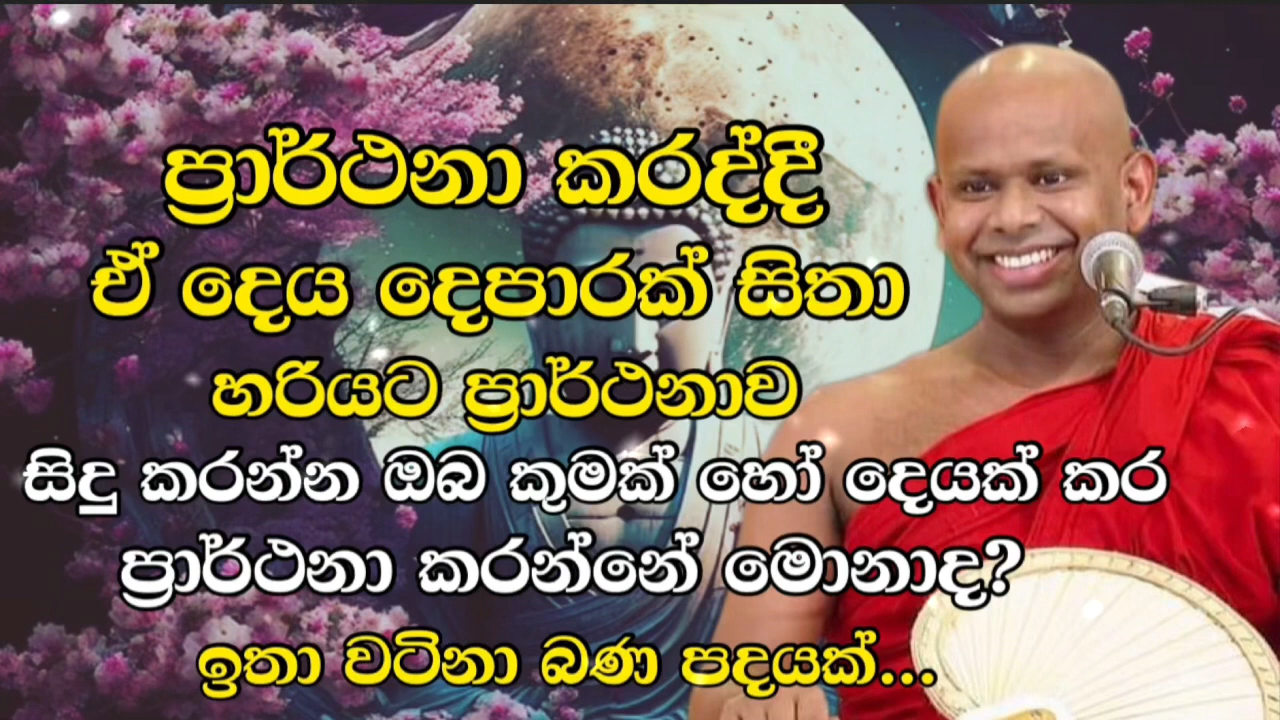 ප්‍රාර්ථනා කරද්දී
ඒ දෙය දෙපාරක් සිතා
හරියට ප්‍රාර්ථනාව
සිදු කරන්න ඔබ කුමක් හෝ දෙයක් කර
ප්‍රාර්ථනා කරන්නේ මොනාද?
ඉතා වටිනා බණ පදයක්...